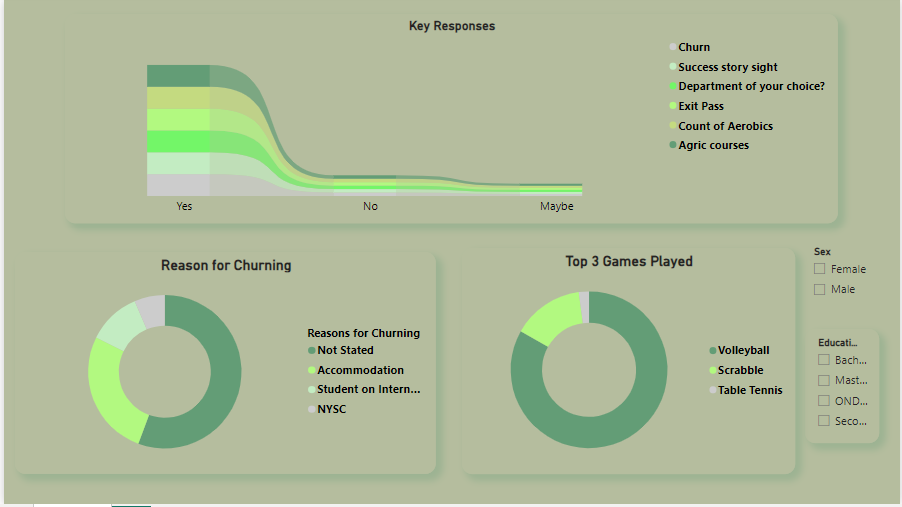 Key Responses
Churn
Success story sight
Department of your choice?
Exit Pass
Count of Aerobics
Agric courses
Yes
No
Maybe
Reason for Churning
Reasons for Churning
Not Stated
Accommodation
Student on Intern...
NYSC
Top 3 Games Played
Volleyball
Scrabble
Table Tennis
Sex
Female
Male
Educati...
Bach...
Mast...
OND...
Seco...